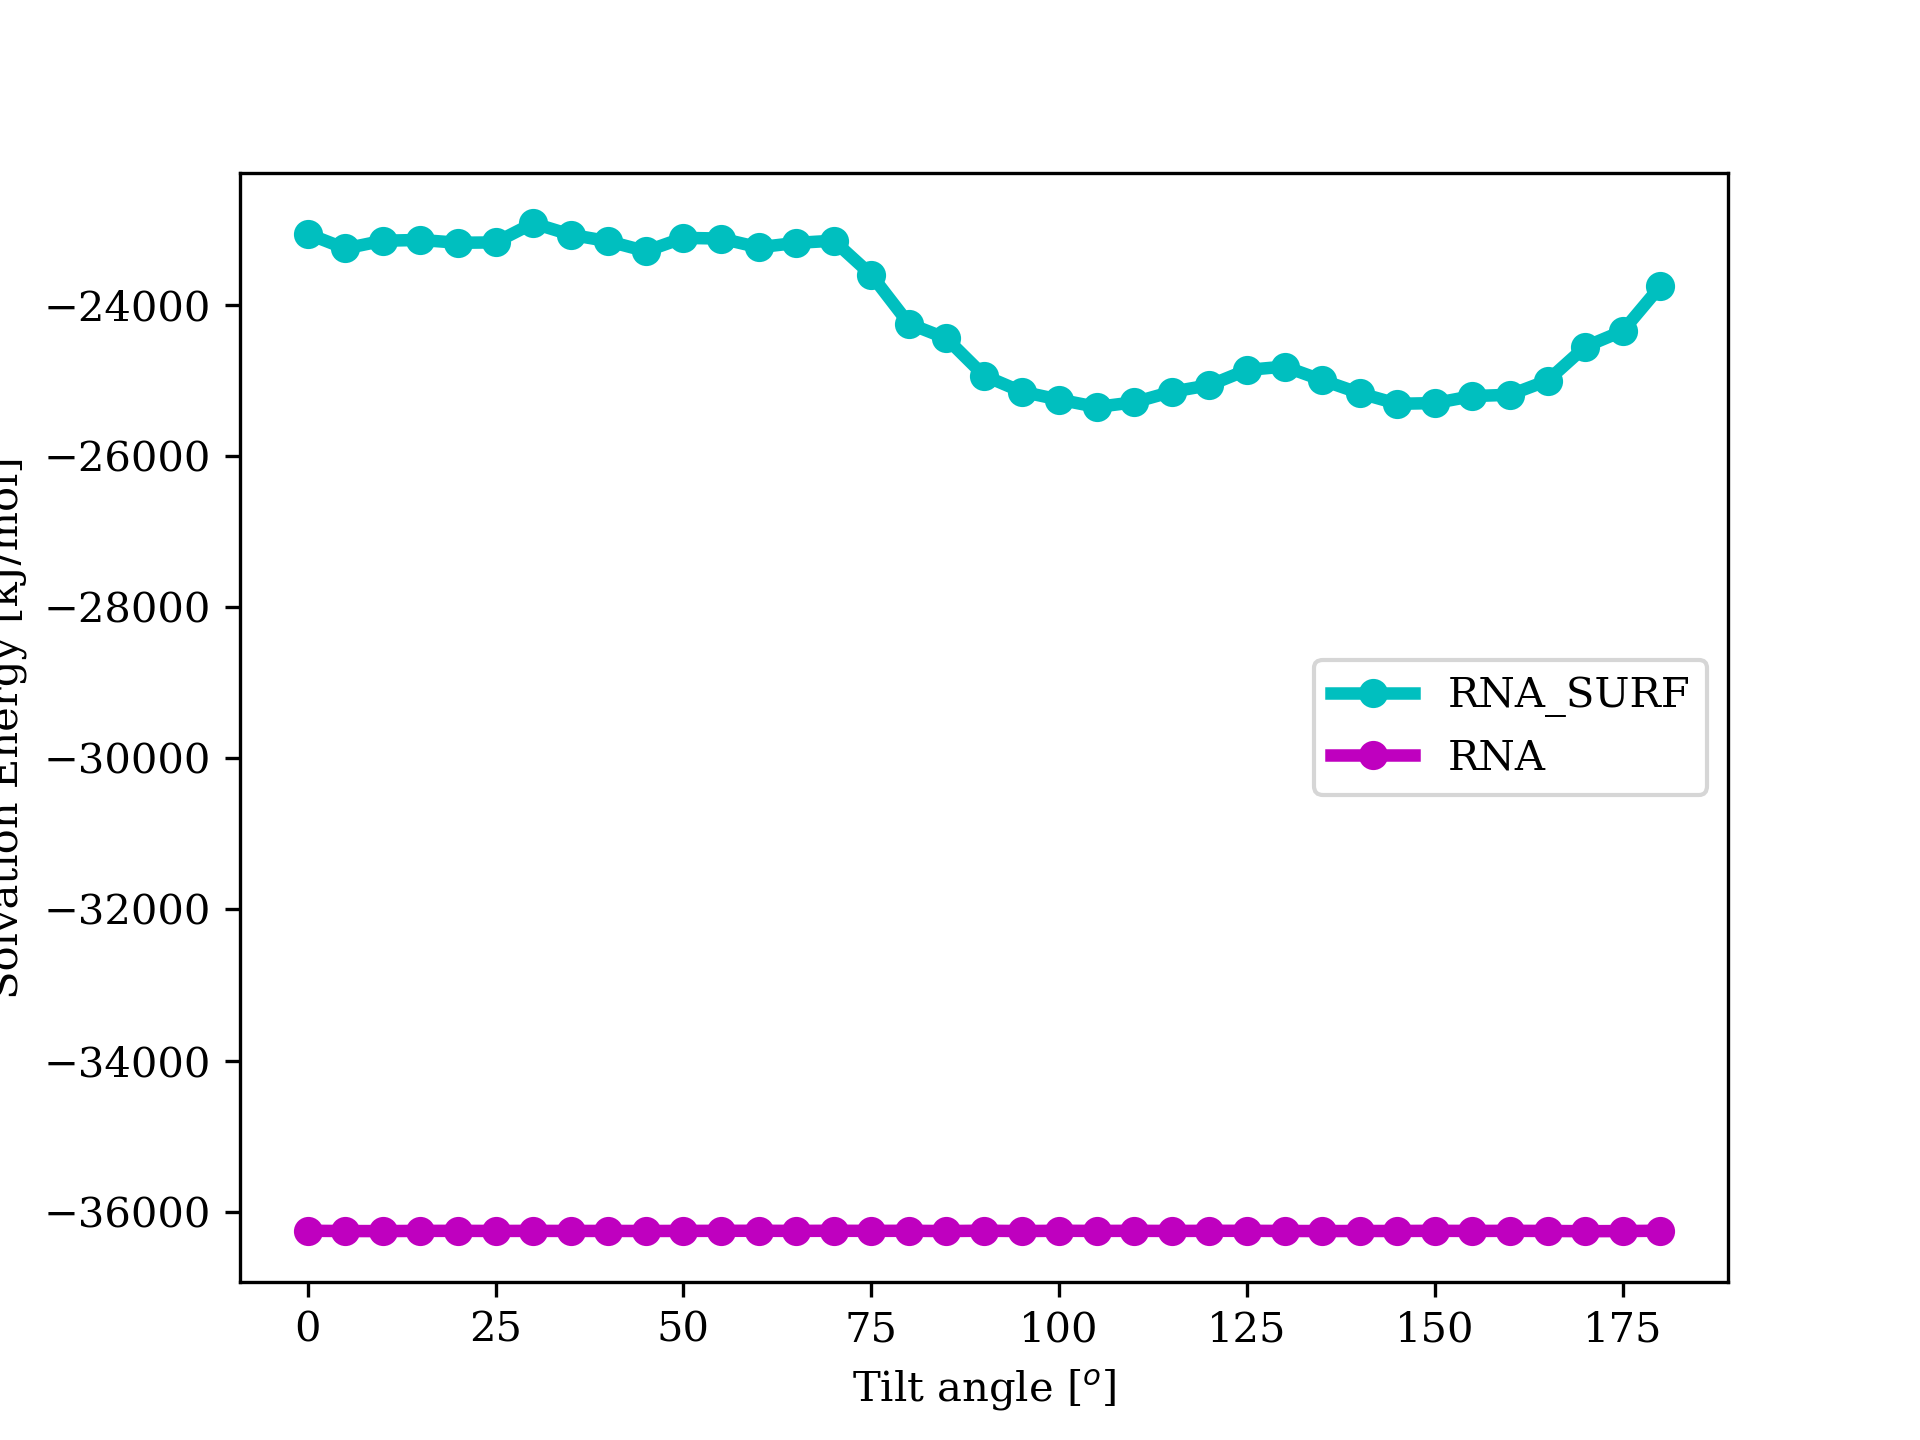 −24000
−26000
−28000
−30000
−32000
−34000
−36000
Solvation Energy [kJ/mol]
0 25 50 75 100 125 150 175
Tilt angle [°]
RNA_SURF
RNA